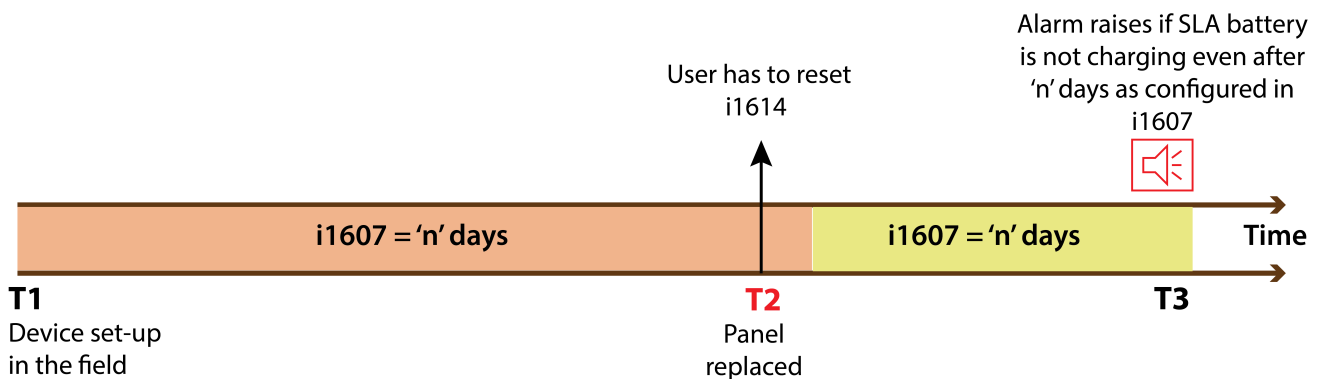 Alarm raises if SLA battery
is not charging even after
‘n’ days as configured in
i1607
User has to reset
i1614
i1607 = ‘n’ days
i1607 = ‘n’ days
Time
T1
Device set-up
in the field
T2
Panel
replaced
T3